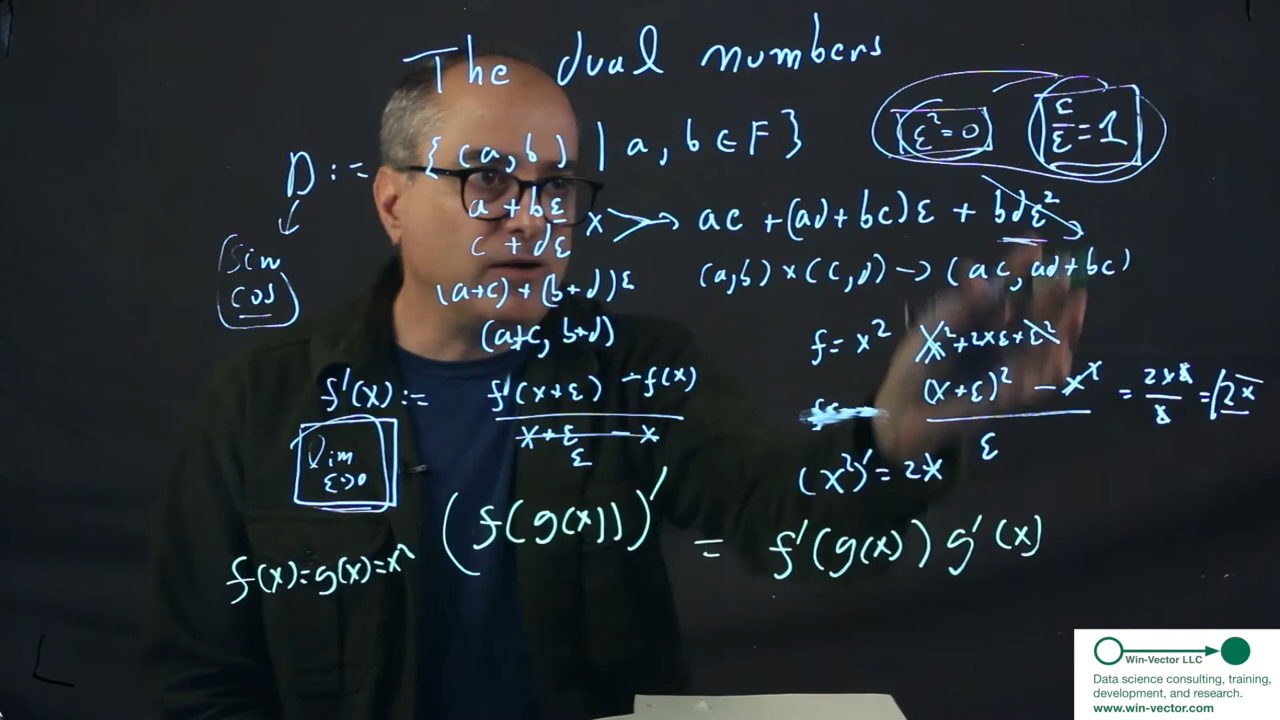 The dual numbers
D := {(a,b) | a, b ∈ F}
ε²=0
ε/ε=1
a + bε
c + dε
× → ac + (ad+bc)ε + bdε²
(a+c) + (b+d)ε
(a+c, b+d)
(a,b) × (c,d) → (ac, ad+bc)
Sin
cos
f = x²
x²+2xε+ε²
f'(x) := f'(x+ε) - f(x)
x+ε - x
ε
(x+ε)² - x²
ε
= 2xε/ε = 2x
lim
ε→0
(x²)' = 2x
(f(g(x)))' = f'(g(x)) g'(x)
f(x)=g(x)=x²
Win-Vector LLC
Data science consulting, training,
development, and research.
www.win-vector.com